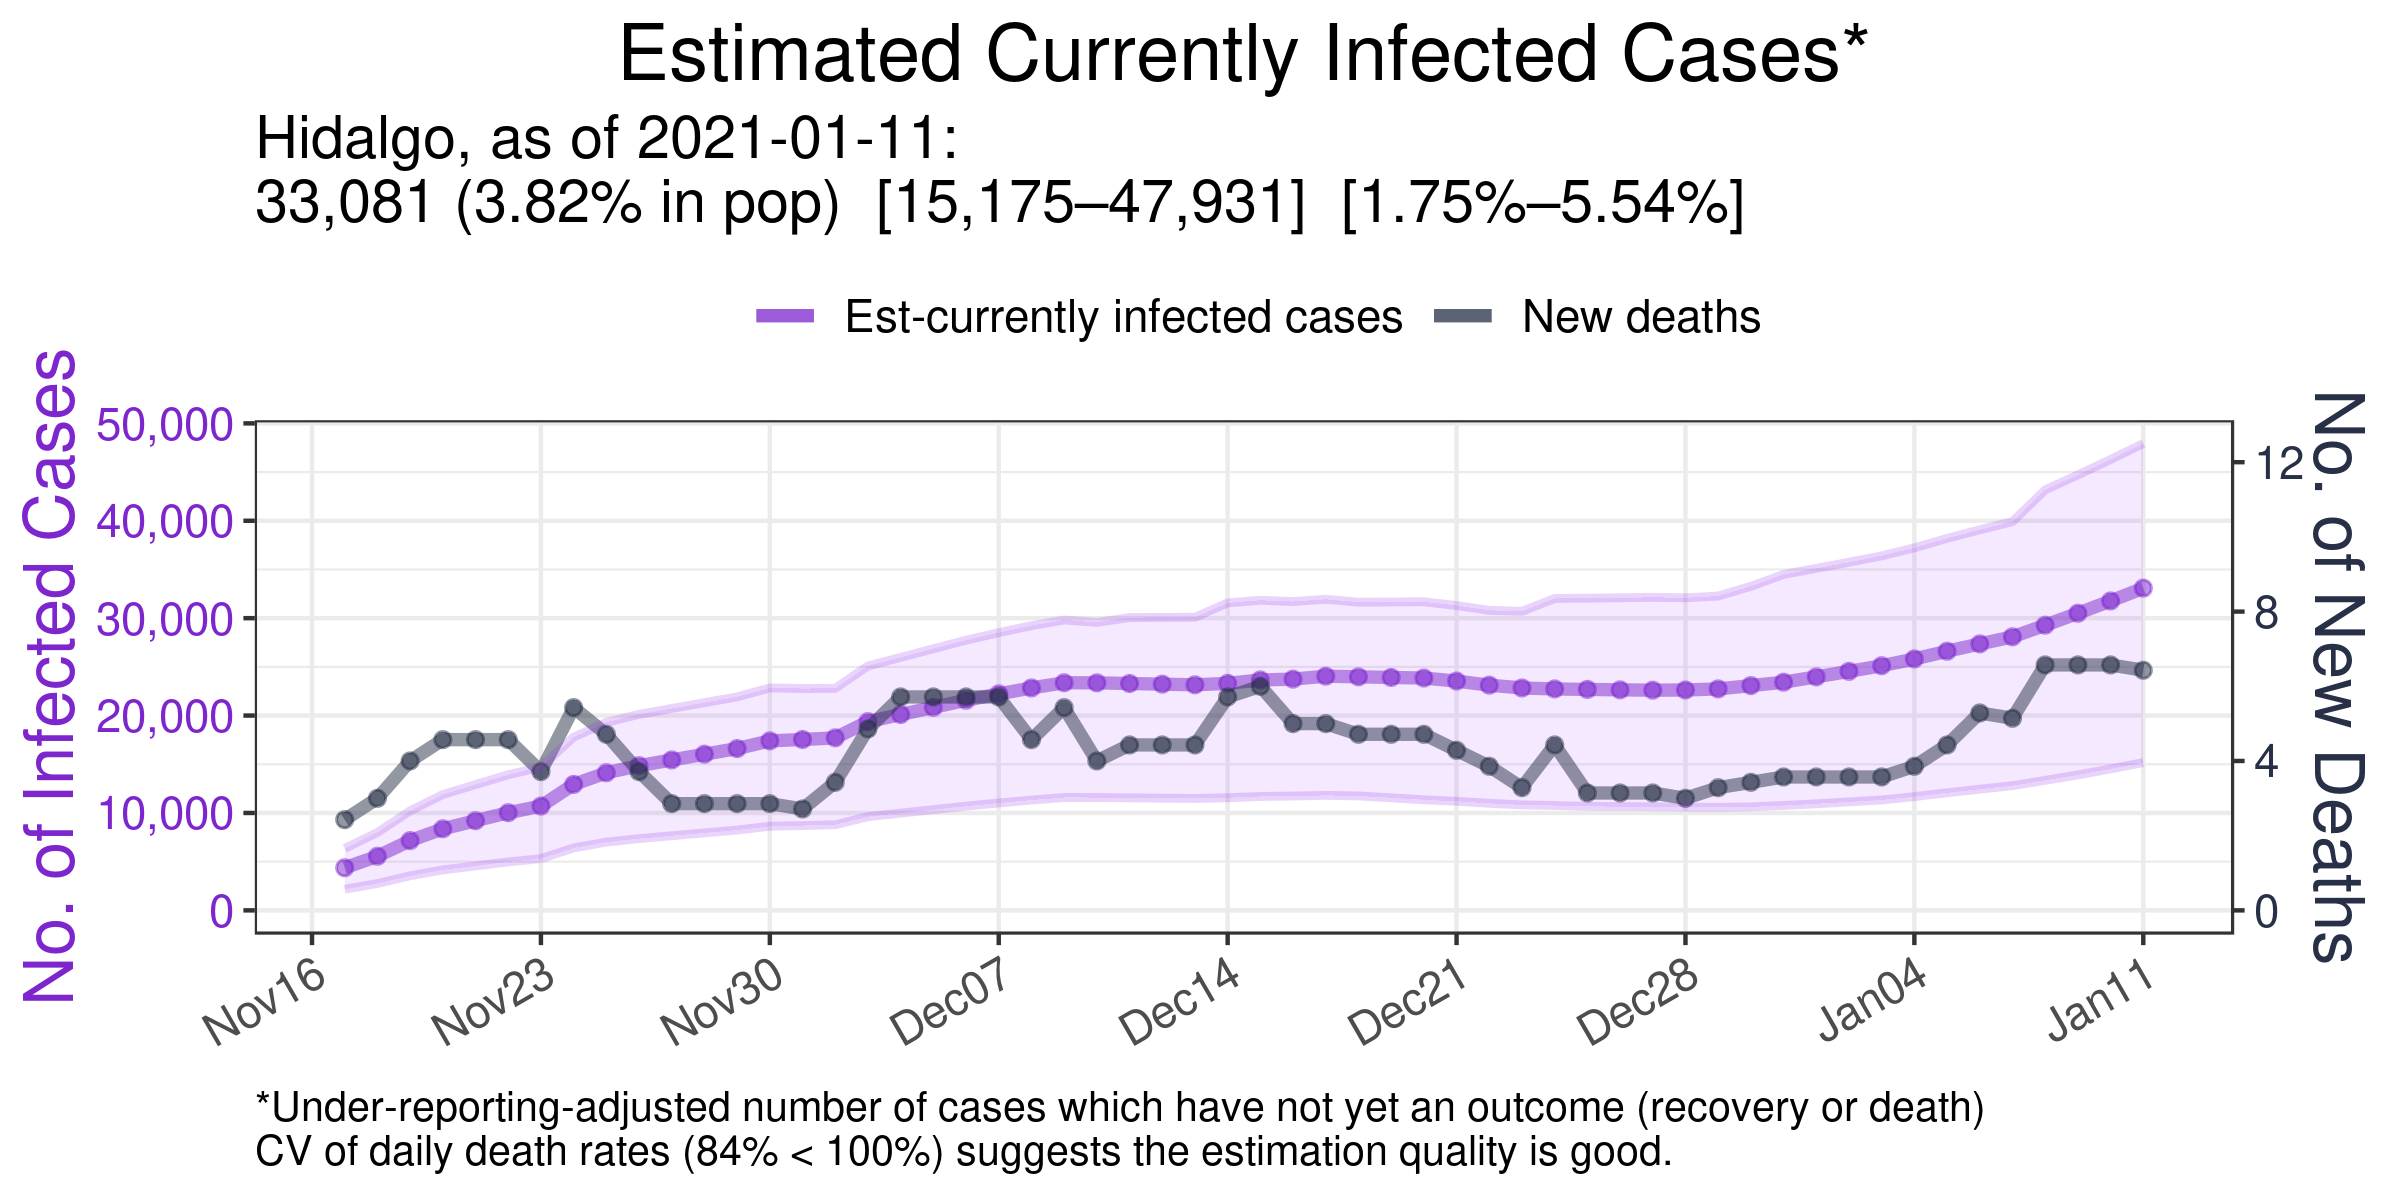 Estimated Currently Infected Cases*
Hidalgo, as of 2021-01-11:
33,081 (3.82% in pop)  [15,175–47,931]  [1.75%–5.54%]
Est-currently infected cases
New deaths
No. of Infected Cases
50,000
40,000
30,000
20,000
10,000
0
12
8
4
0
No. of New Deaths
Nov16
Nov23
Nov30
Dec07
Dec14
Dec21
Dec28
Jan04
Jan11
*Under-reporting-adjusted number of cases which have not yet an outcome (recovery or death)
CV of daily death rates (84% < 100%) suggests the estimation quality is good.